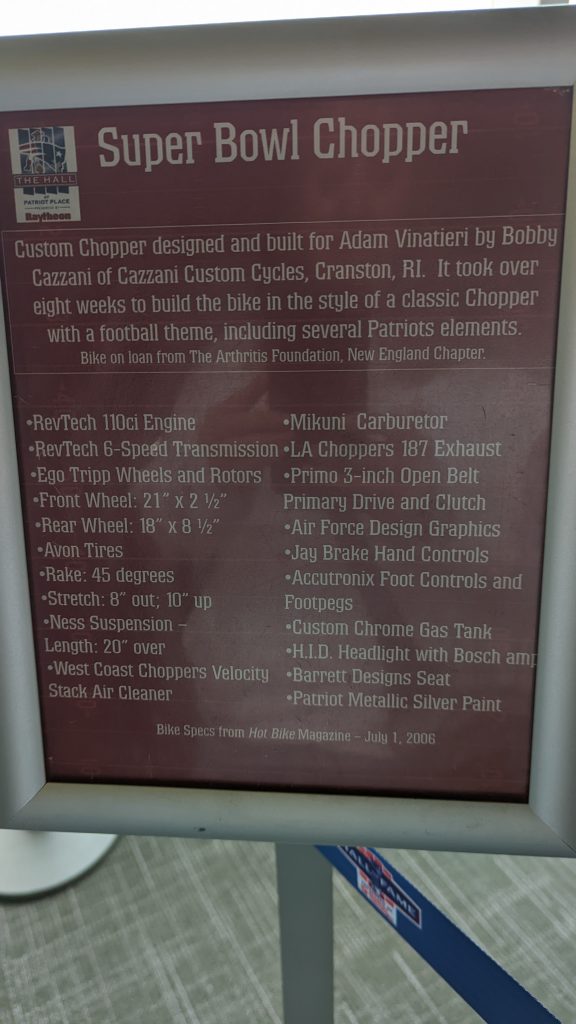 Super Bowl Chopper
THE HALL
at
PATRIOT PLACE
PRESENTED BY
Raytheon
Custom Chopper designed and built for Adam Vinatieri by Bobby
Cazzani of Cazzani Custom Cycles, Cranston, RI. It took over
eight weeks to build the bike in the style of a classic Chopper
with a football theme, including several Patriots elements.
Bike on loan from The Arthritis Foundation, New England Chapter.
•RevTech 110ci Engine
•RevTech 6-Speed Transmission
•Ego Tripp Wheels and Rotors
•Front Wheel: 21" x 2 ½"
•Rear Wheel: 18" x 8 ½"
•Avon Tires
•Rake: 45 degrees
•Stretch: 8" out; 10" up
•Ness Suspension –
Length: 20" over
•West Coast Choppers Velocity
Stack Air Cleaner
•Mikuni Carburetor
•LA Choppers 187 Exhaust
•Primo 3-inch Open Belt
Primary Drive and Clutch
•Air Force Design Graphics
•Jay Brake Hand Controls
•Accutronix Foot Controls and
Footpegs
•Custom Chrome Gas Tank
•H.I.D. Headlight with Bosch amp
•Barrett Designs Seat
•Patriot Metallic Silver Paint
Bike Specs from Hot Bike Magazine – July 1, 2006
HALL of FAME